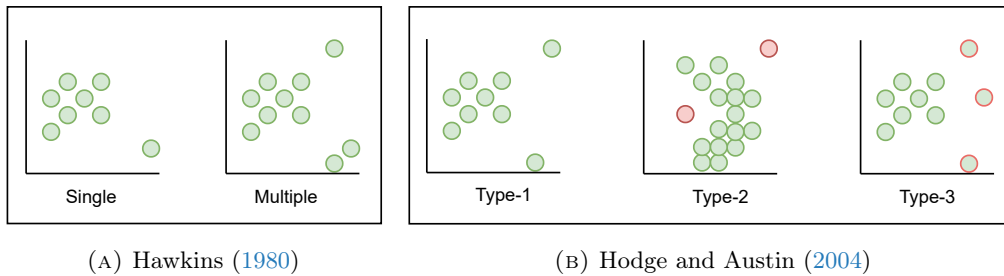 Single
Multiple
Type-1
Type-2
Type-3
(A) Hawkins (1980)
(B) Hodge and Austin (2004)